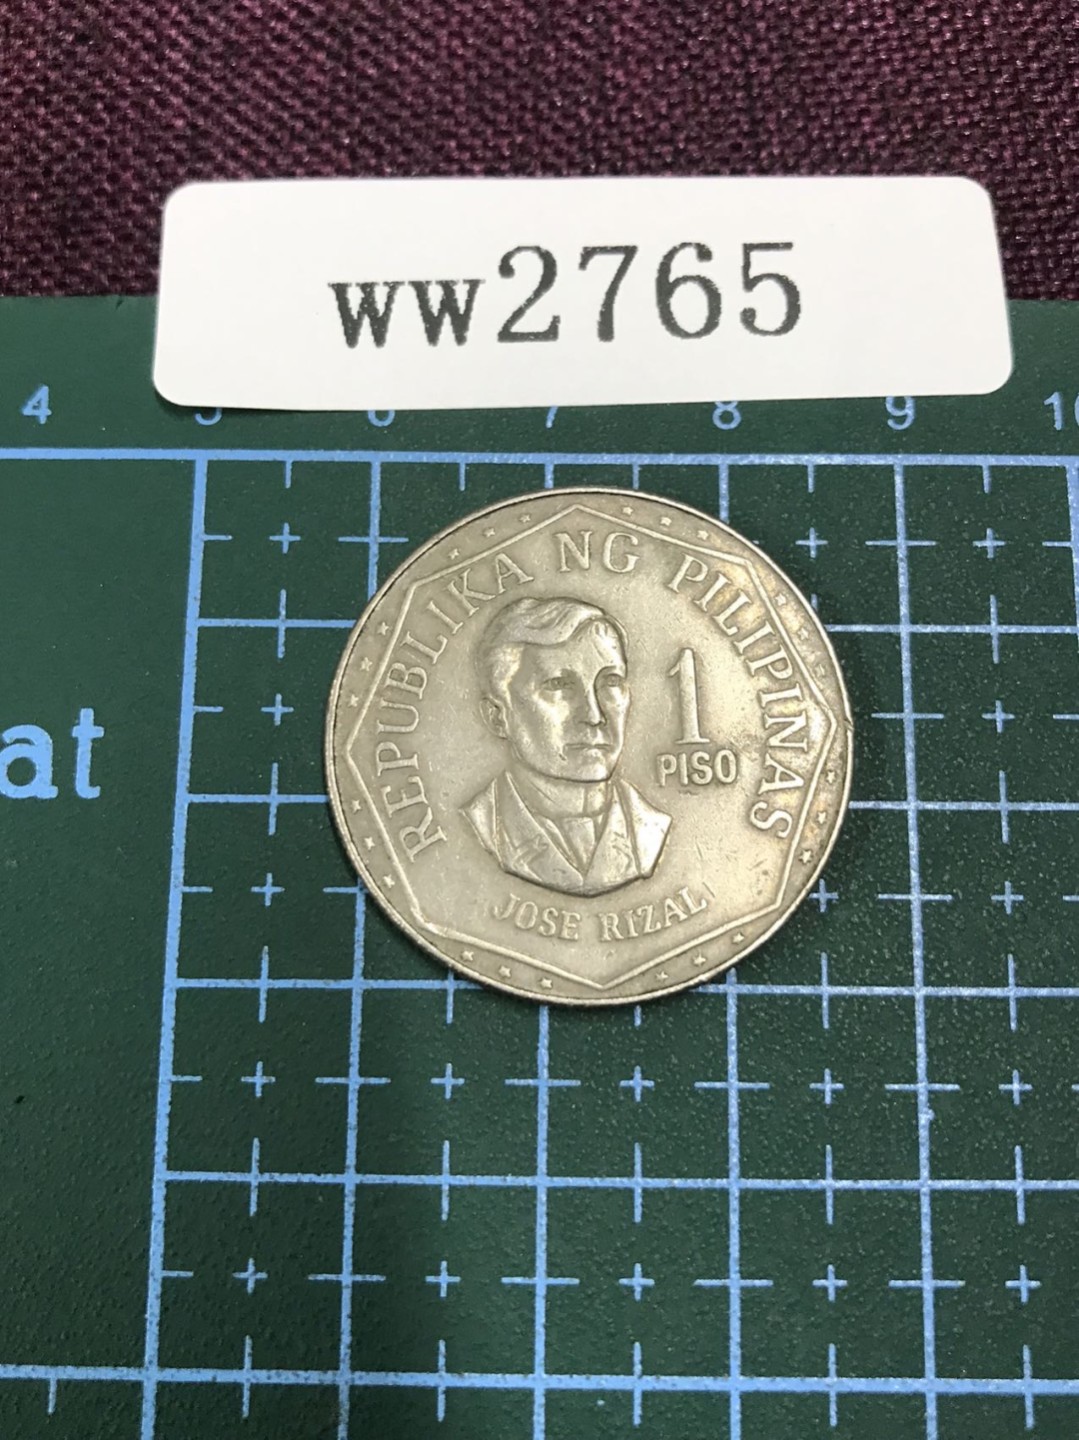 ww2765
4 5 6 7 8 9 10
at
REPUBLIKA NG PILIPINAS
1
PISO
JOSE RIZAL